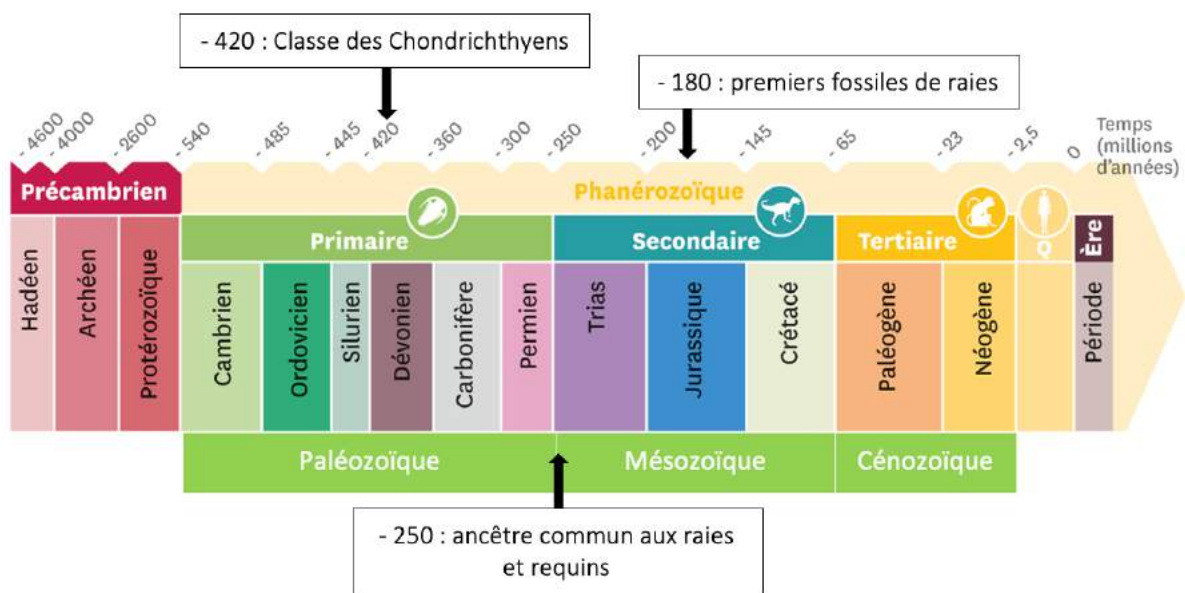 - 420 : Classe des Chondrichthyens
- 180 : premiers fossiles de raies
- 4600
- 4000
- 2600
- 540
- 485
- 445
- 420
- 360
- 300
- 250
- 200
- 145
- 65
- 23
- 2,5
0
Temps
(millions
d'années)
Précambrien
Phanérozoïque
Primaire
Secondaire
Tertiaire
Q
Ère
Hadéen
Archéen
Protérozoïque
Cambrien
Ordovicien
Silurien
Dévonien
Carbonifère
Permien
Trias
Jurassique
Crétacé
Paléogène
Néogène
Période
Paléozoïque
Mésozoïque
Cénozoïque
- 250 : ancêtre commun aux raies
et requins